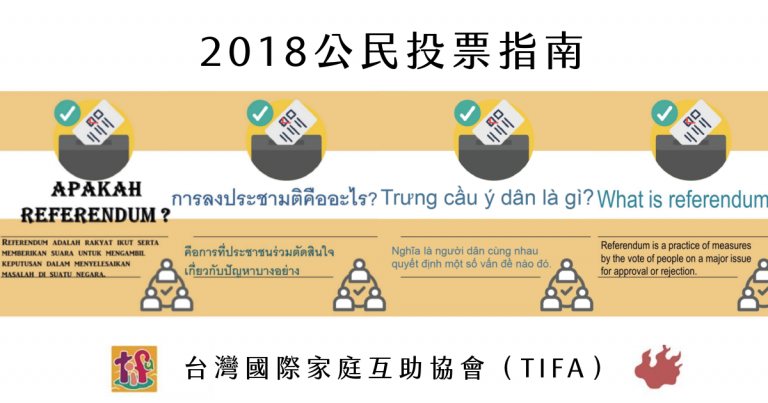 2018公民投票指南
APAKAH
REFERENDUM ?
REFERENDUM ADALAH RAKYAT IKUT SERTA
MEMBERIKAN SUARA UNTUK MENGAMBIL
KEPUTUSAN DALAM MENYELESAIKAN
MASALAH DI SUATU NEGARA.
การลงประชามติคืออะไร?
คือการที่ประชาชนร่วมตัดสินใจ
เกี่ยวกับปัญหาบางอย่าง
Trưng cầu ý dân là gì?
Nghĩa là người dân cùng nhau
quyết định một số vấn đề nào đó.
What is referendum
Referendum is a practice of measures
by the vote of people on a major issue
for approval or rejection.
tifa
台灣國際家庭互助協會（TIFA）